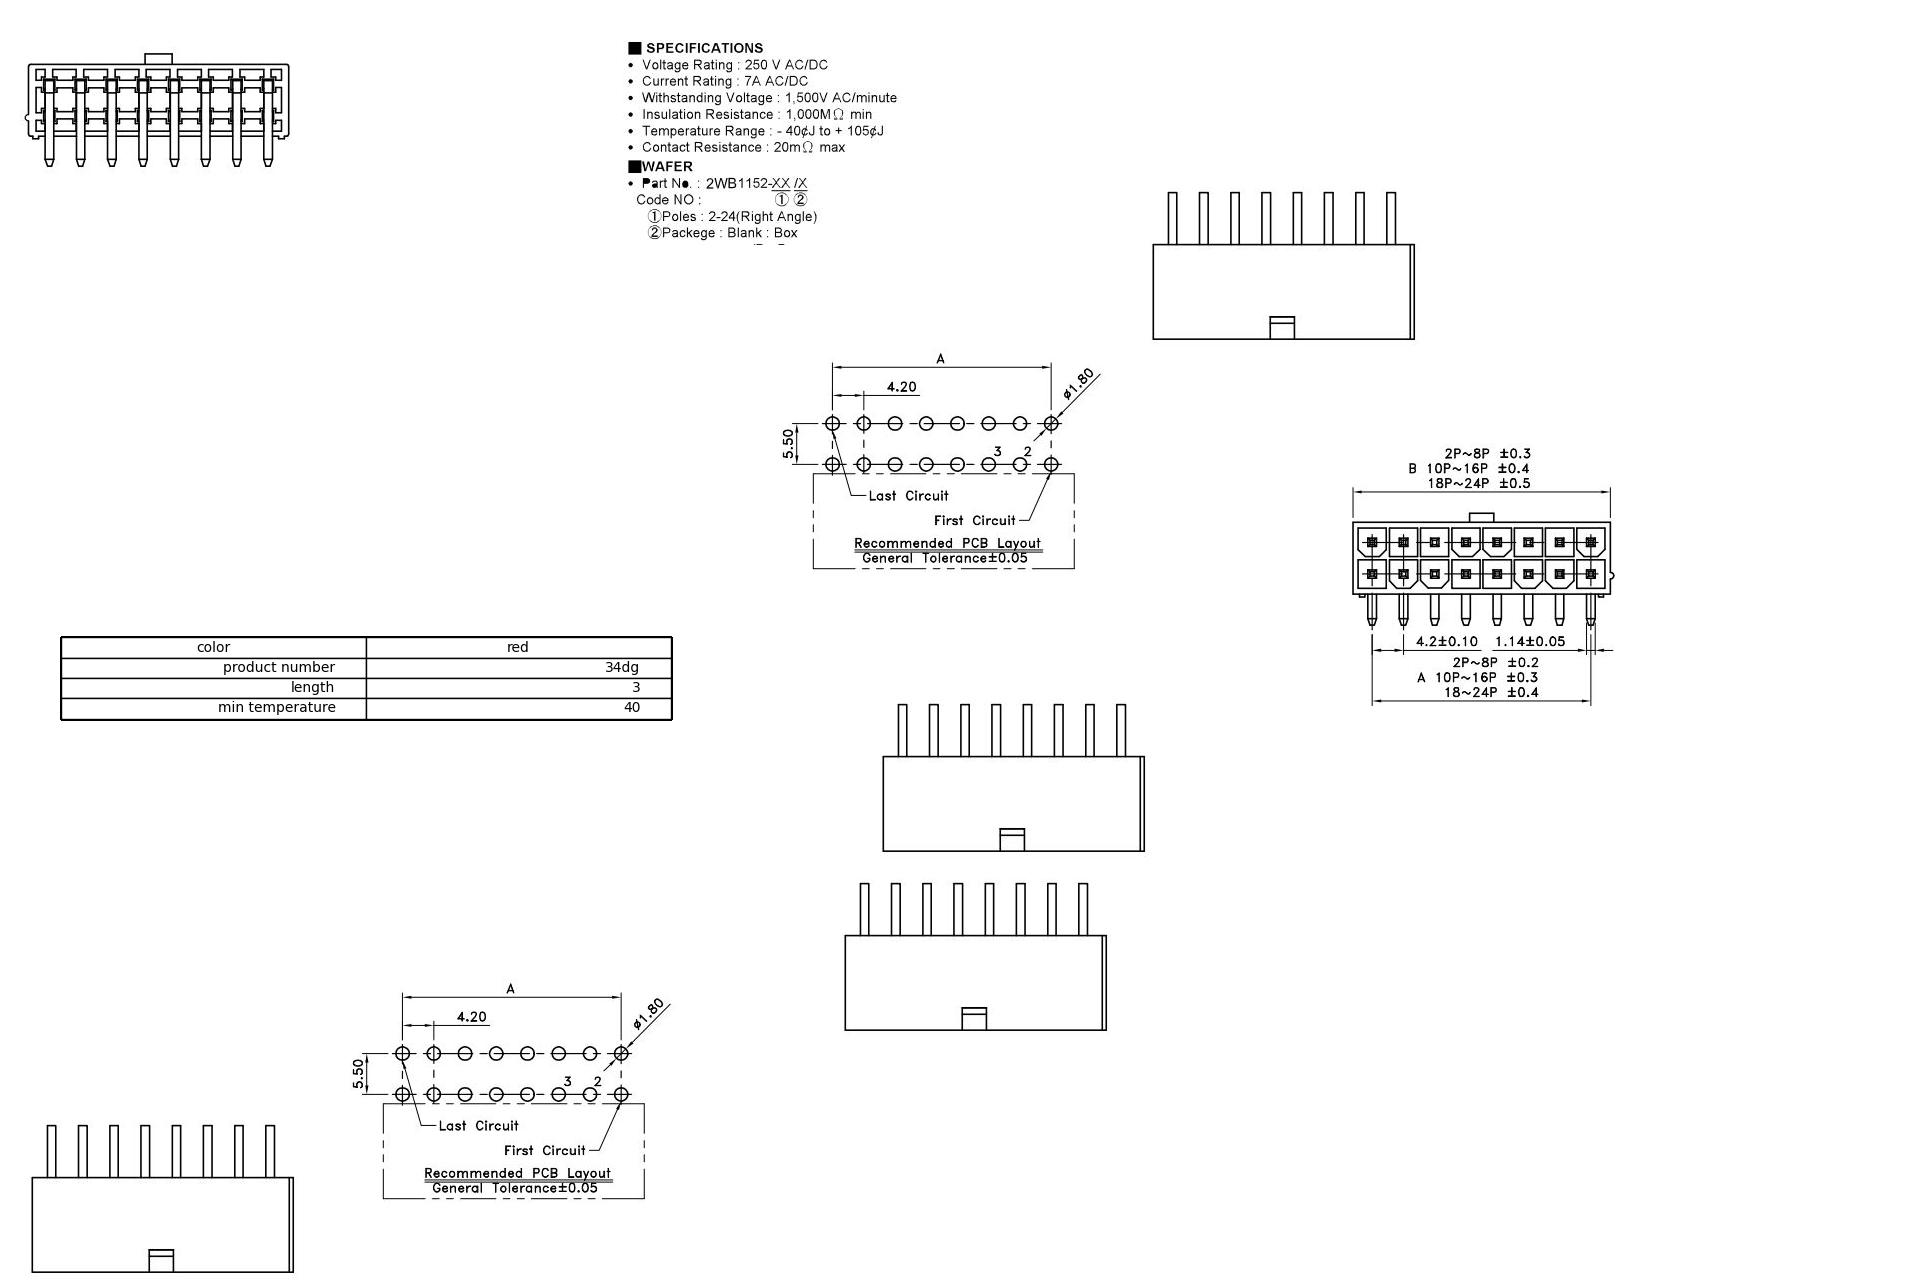 ■ SPECIFICATIONS
• Voltage Rating : 250 V AC/DC
• Current Rating : 7A AC/DC
• Withstanding Voltage : 1,500V AC/minute
• Insulation Resistance : 1,000MΩ min
• Temperature Range : - 40¢J to + 105¢J
• Contact Resistance : 20mΩ max
■WAFER
• Part No. : 2WB1152-XX /X
Code NO : ① ②
①Poles : 2-24(Right Angle)
②Packege : Blank : Box
A
4.20
ø1.80
5.50
3 2
Last Circuit
First Circuit
Recommended PCB Layout
General Tolerance±0.05
2P~8P ±0.3
B 10P~16P ±0.4
18P~24P ±0.5
4.2±0.10 1.14±0.05
2P~8P ±0.2
A 10P~16P ±0.3
18~24P ±0.4
color red
product number 34dg
length 3
min temperature 40
A
4.20
ø1.80
5.50
3 2
Last Circuit
First Circuit
Recommended PCB Layout
General Tolerance±0.05